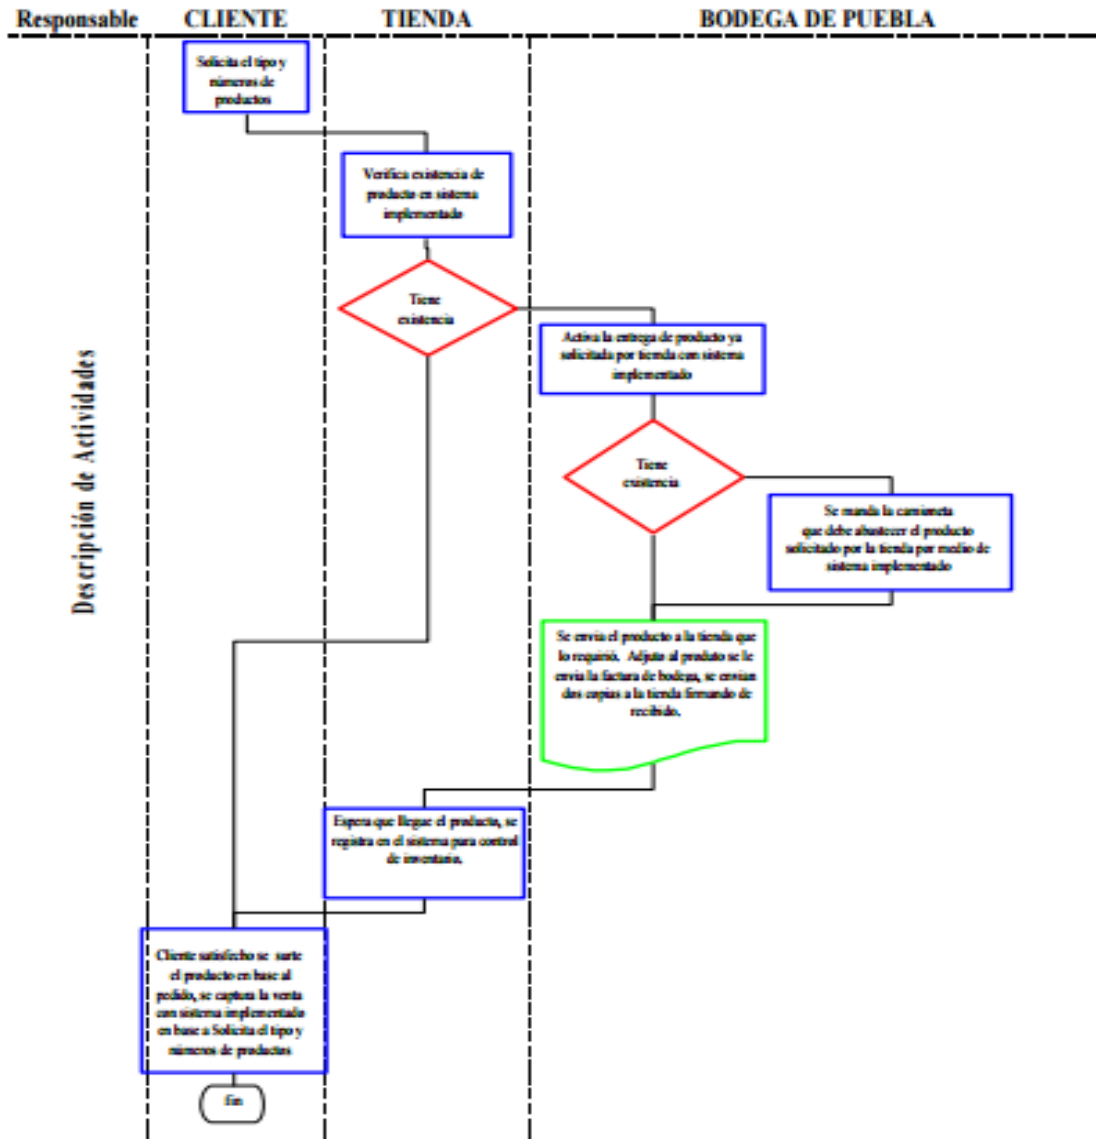 Responsable CLIENTE TIENDA BODEGA DE PUEBLA
Solicita el tipo y
números de
productos
Verifica existencia de
producto en sistema
implementado
Tiene
existencia
Activa la entrega de producto ya
solicitada por tienda con sistema
implementado
Tiene
existencia
Se manda la camioneta
que debe abastecer el producto
solicitado por la tienda por medio de
sistema implementado
Descripción de Actividades
Se envia el producto a la tienda que
lo requirió. Adjuto al produto se le
envia la factura de bodega, se envian
dos copias a la tienda firmando de
recibido.
Espera que llegue el producto, se
registra en el sistema para control
de inventario.
Cliente satisfecho se surte
el producto en base al
pedido, se captura la venta
con sistema implementado
en base a Solicita el tipo y
números de productos
fin